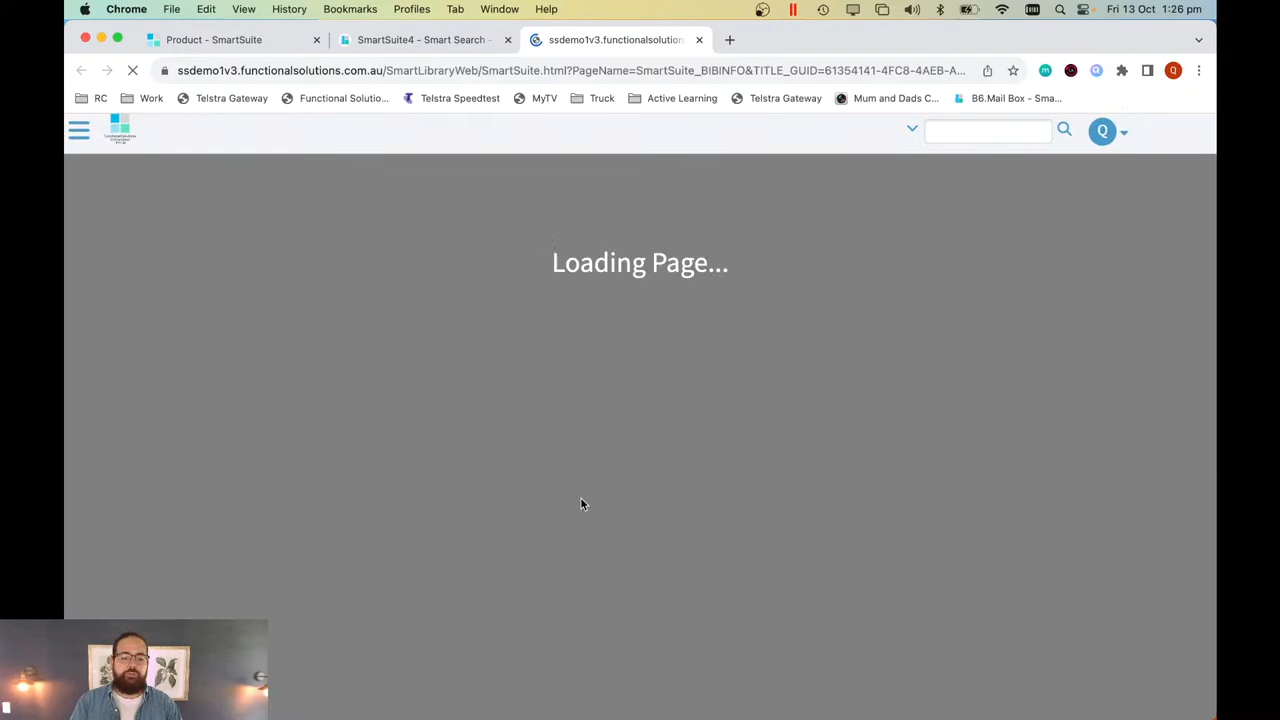 Chrome File Edit View History Bookmarks Profiles Tab Window Help Fri 13 Oct 1:26 pm
Product - SmartSuite SmartSuite4 - Smart Search - ssdemo1v3.functionalsolution
ssdemo1v3.functionalsolutions.com.au/SmartLibraryWeb/SmartSuite.html?PageName=SmartSuite_BIBINFO&TITLE_GUID=61354141-4FC8-4AEB-A... Q
RC Work Telstra Gateway Functional Solutio... Telstra Speedtest MyTV Truck Active Learning Telstra Gateway Mum and Dads C... B6.Mail Box - Sma...
Q
Loading Page...